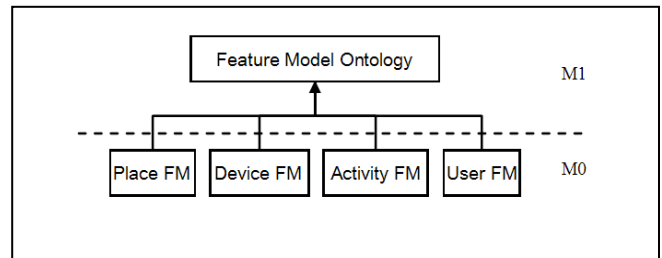 Feature Model Ontology
M1
Place FM
Device FM
Activity FM
User FM
M0